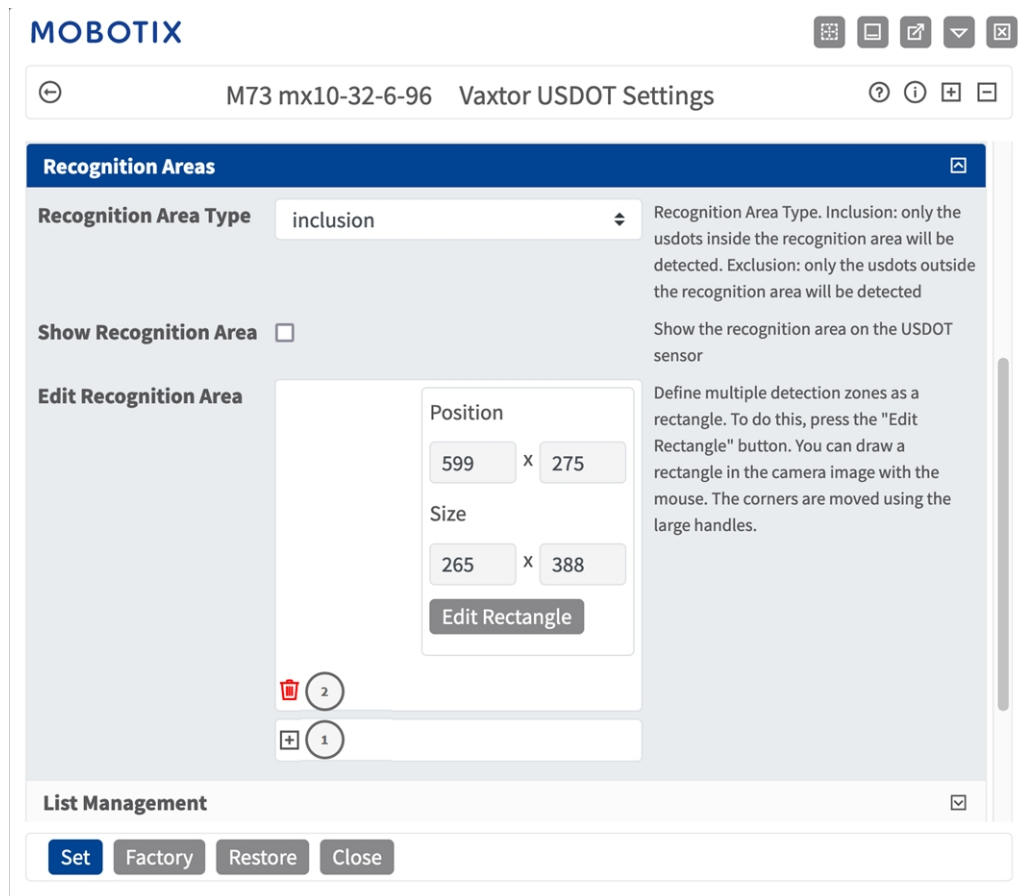 MOBOTIX
M73 mx10-32-6-96 Vaxtor USDOT Settings
Recognition Areas
Recognition Area Type
inclusion
Recognition Area Type. Inclusion: only the
usdots inside the recognition area will be
detected. Exclusion: only the usdots outside
the recognition area will be detected
Show Recognition Area
Show the recognition area on the USDOT
sensor
Edit Recognition Area
Position
599 x 275
Size
265 x 388
Edit Rectangle
Define multiple detection zones as a
rectangle. To do this, press the "Edit
Rectangle" button. You can draw a
rectangle in the camera image with the
mouse. The corners are moved using the
large handles.
2
1
List Management
Set Factory Restore Close